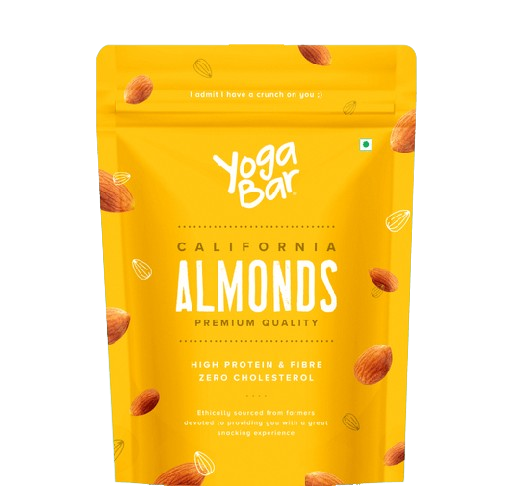 I admit I have a crunch on you ;)
Yoga
Bar
CALIFORNIA
ALMONDS
PREMIUM QUALITY
HIGH PROTEIN & FIBRE
ZERO CHOLESTEROL
Ethically sourced from farmers
devoted to providing you with a great
snacking experience